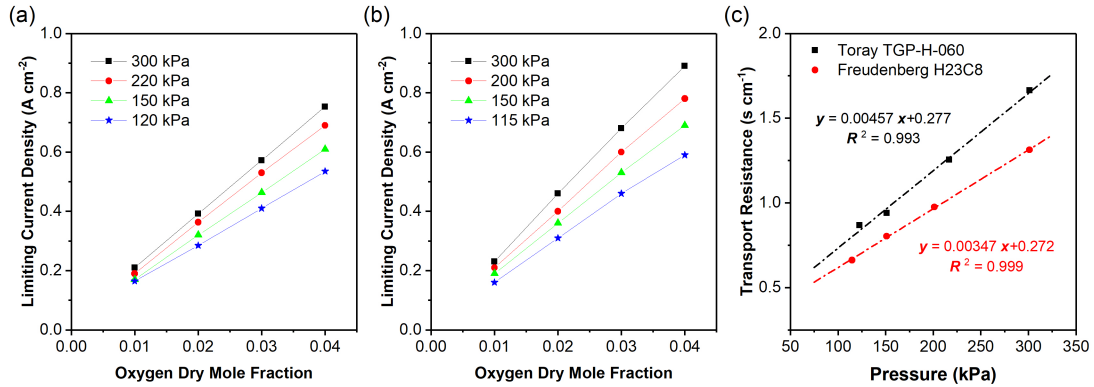 (a)
Limiting Current Density (A cm⁻²)
1.0
0.8
0.6
0.4
0.2
0.0
300 kPa
220 kPa
150 kPa
120 kPa
0.00 0.01 0.02 0.03 0.04
Oxygen Dry Mole Fraction
(b)
Limiting Current Density (A cm⁻²)
1.0
0.8
0.6
0.4
0.2
0.0
300 kPa
200 kPa
150 kPa
115 kPa
0.00 0.01 0.02 0.03 0.04
Oxygen Dry Mole Fraction
(c)
Transport Resistance (s cm⁻¹)
2.0
1.5
1.0
0.5
Toray TGP-H-060
Freudenberg H23C8
y = 0.00457 x+0.277
R² = 0.993
y = 0.00347 x+0.272
R² = 0.999
50 100 150 200 250 300 350
Pressure (kPa)